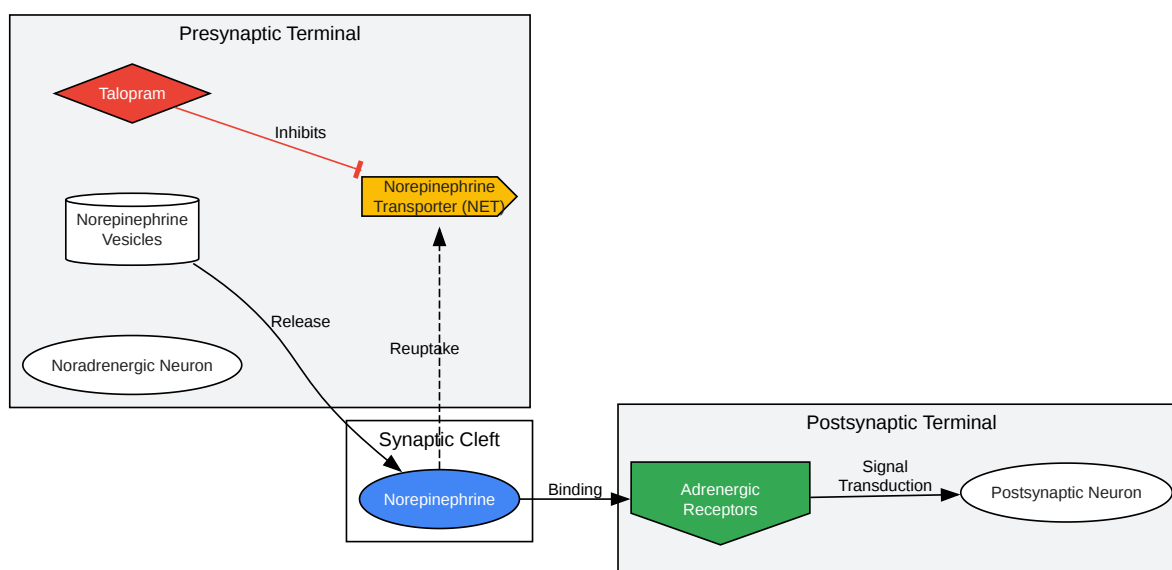 Presynaptic Terminal
Talopram
Inhibits
Norepinephrine
Transporter (NET)
Norepinephrine
Vesicles
Release
Reuptake
Noradrenergic Neuron
Synaptic Cleft
Norepinephrine
Binding
Postsynaptic Terminal
Adrenergic
Receptors
Signal
Transduction
Postsynaptic Neuron